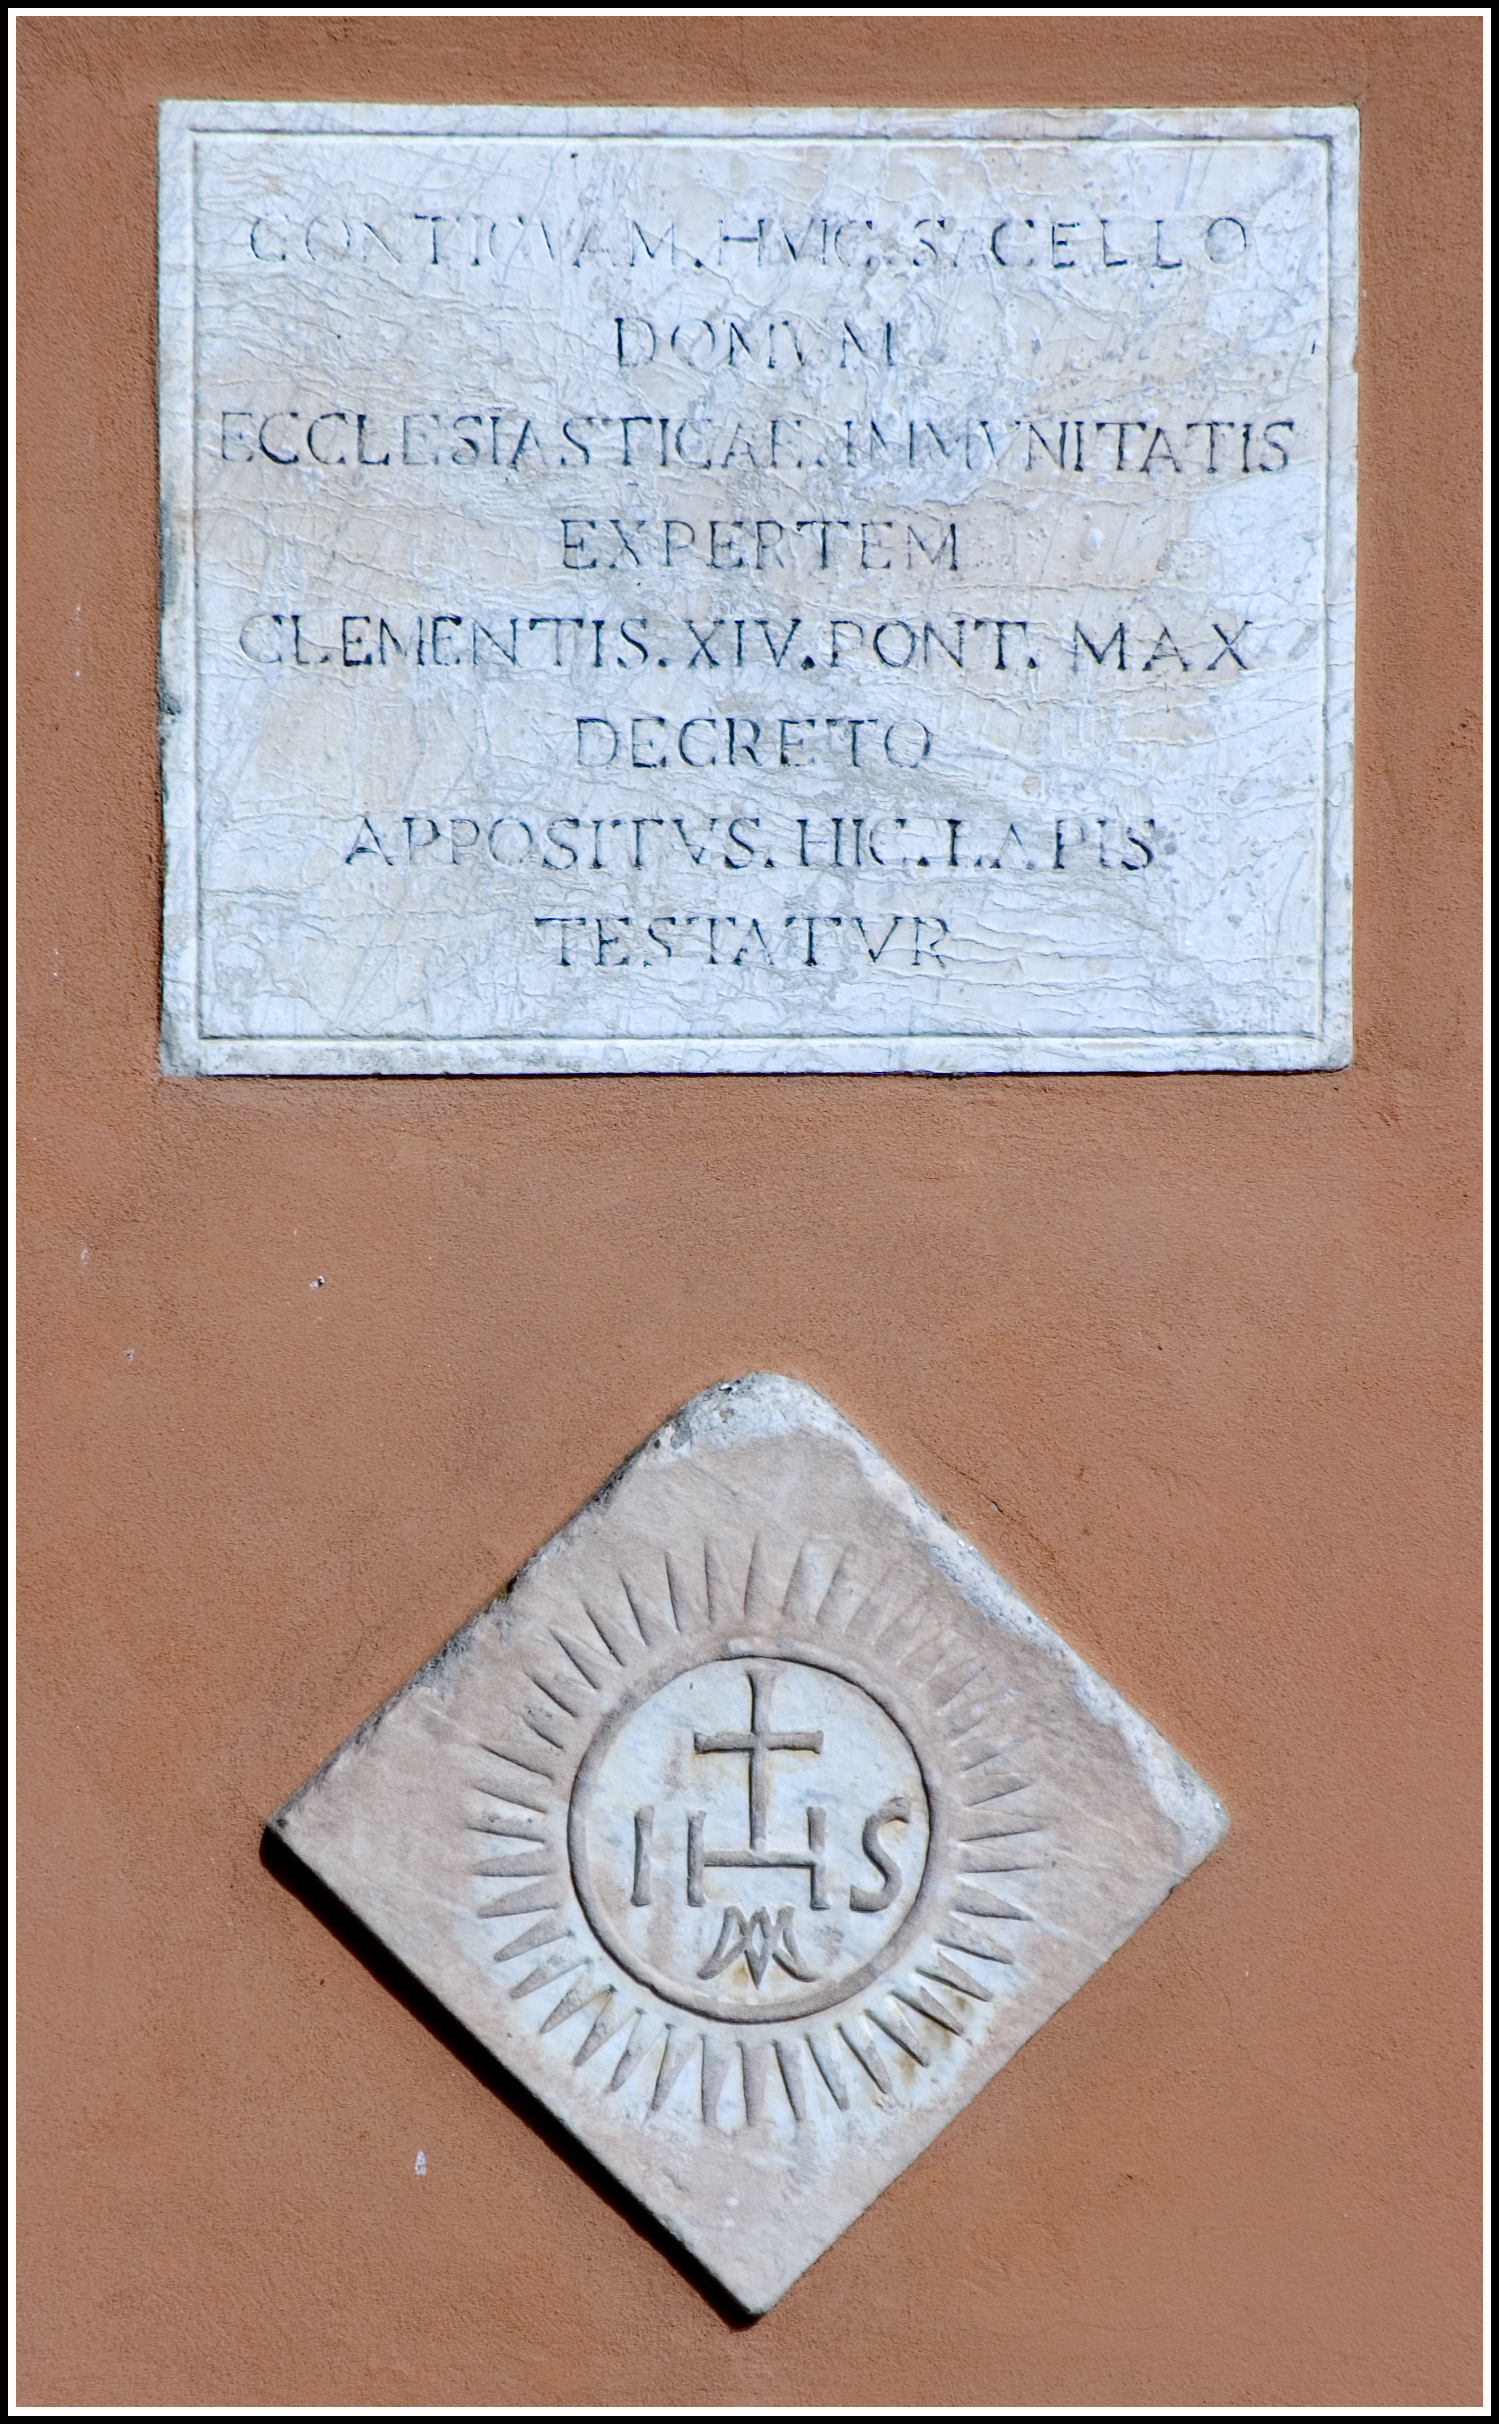 CONTIGVAM. HVIC. SACELLO
DOMVM
ECCLESIASTICAE. IMMVNITATIS
EXPERTEM
CLEMENTIS. XIV. PONT. MAX
DECRETO
APPOSITVS. HIC. LAPIS
TESTATVR
IHS